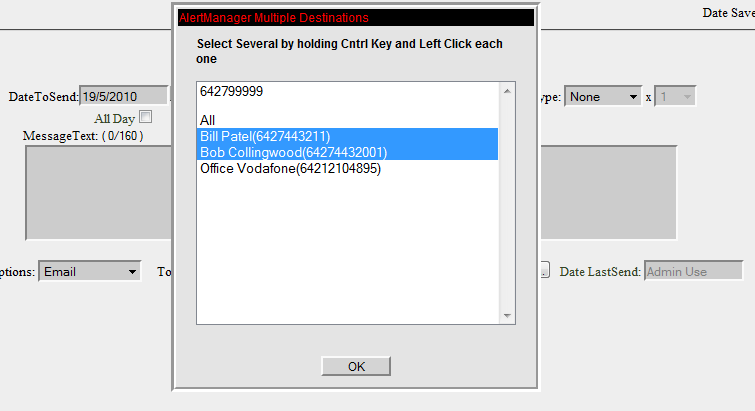 AlertManager Multiple Destinations
Date Save
Select Several by holding Cntrl Key and Left Click each
one
DateToSend: 19/5/2010
ype: None x 1
642799999
All Day
All
MessageText: ( 0/160 )
Bill Patel(6427443211)
Bob Collingwood(64274432001)
Office Vodafone(64212104895)
ptions: Email To
Date LastSend: Admin Use
OK